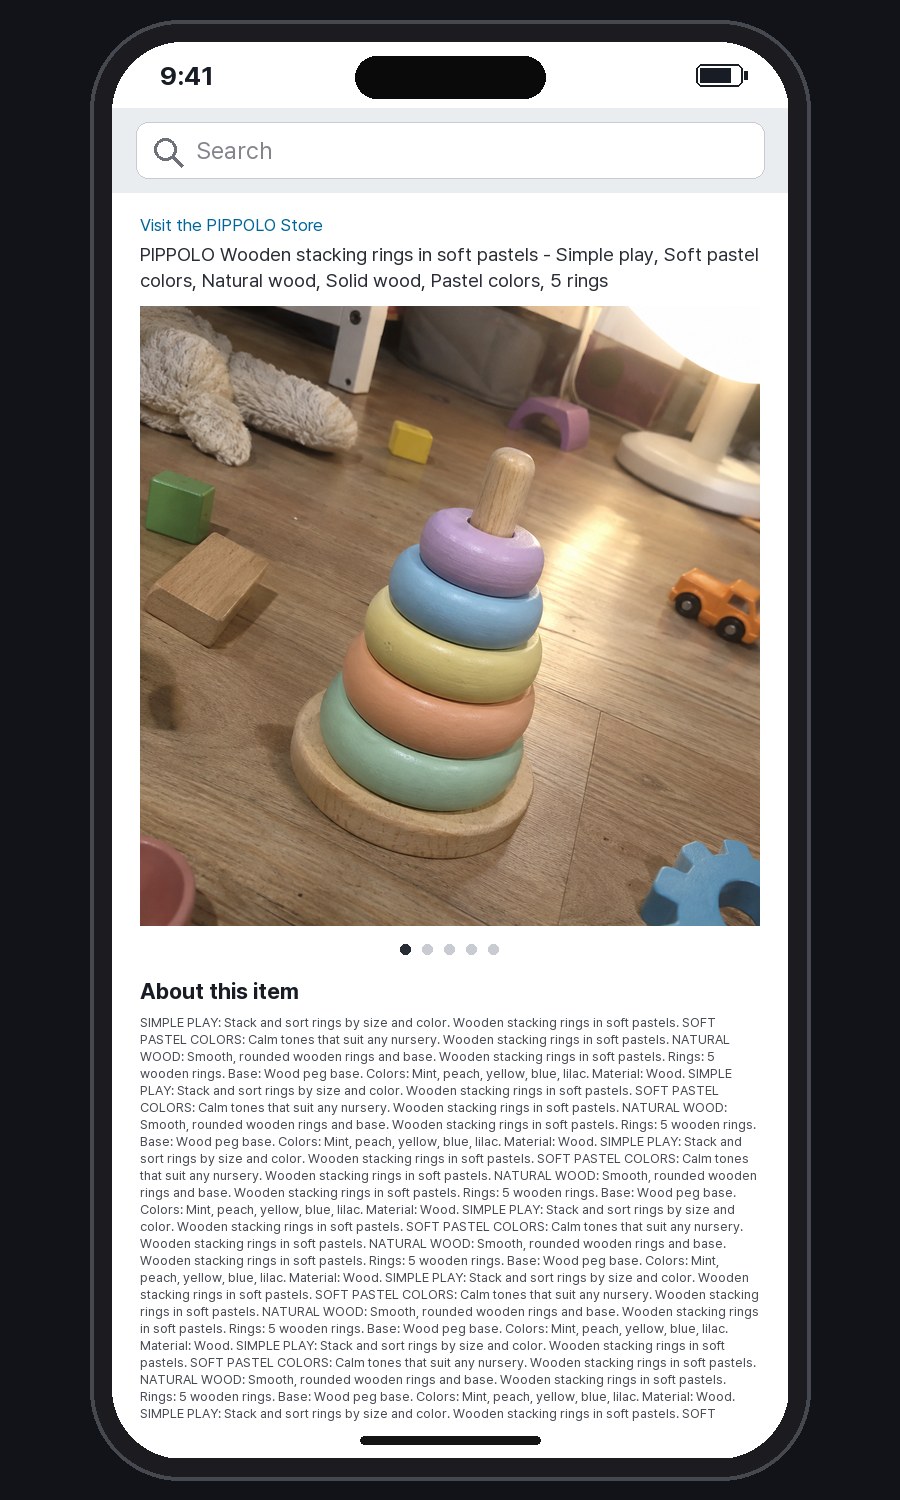 9:41
Search
Visit the PIPPOLO Store
PIPPOLO Wooden stacking rings in soft pastels - Simple play, Soft pastel
colors, Natural wood, Solid wood, Pastel colors, 5 rings
About this item
SIMPLE PLAY: Stack and sort rings by size and color. Wooden stacking rings in soft pastels. SOFT
PASTEL COLORS: Calm tones that suit any nursery. Wooden stacking rings in soft pastels. NATURAL
WOOD: Smooth, rounded wooden rings and base. Wooden stacking rings in soft pastels. Rings: 5
wooden rings. Base: Wood peg base. Colors: Mint, peach, yellow, blue, lilac. Material: Wood. SIMPLE
PLAY: Stack and sort rings by size and color. Wooden stacking rings in soft pastels. SOFT PASTEL
COLORS: Calm tones that suit any nursery. Wooden stacking rings in soft pastels. NATURAL WOOD:
Smooth, rounded wooden rings and base. Wooden stacking rings in soft pastels. Rings: 5 wooden rings.
Base: Wood peg base. Colors: Mint, peach, yellow, blue, lilac. Material: Wood. SIMPLE PLAY: Stack and
sort rings by size and color. Wooden stacking rings in soft pastels. SOFT PASTEL COLORS: Calm tones
that suit any nursery. Wooden stacking rings in soft pastels. NATURAL WOOD: Smooth, rounded wooden
rings and base. Wooden stacking rings in soft pastels. Rings: 5 wooden rings. Base: Wood peg base.
Colors: Mint, peach, yellow, blue, lilac. Material: Wood. SIMPLE PLAY: Stack and sort rings by size and
color. Wooden stacking rings in soft pastels. SOFT PASTEL COLORS: Calm tones that suit any nursery.
Wooden stacking rings in soft pastels. NATURAL WOOD: Smooth, rounded wooden rings and base.
Wooden stacking rings in soft pastels. Rings: 5 wooden rings. Base: Wood peg base. Colors: Mint,
peach, yellow, blue, lilac. Material: Wood. SIMPLE PLAY: Stack and sort rings by size and color. Wooden
stacking rings in soft pastels. SOFT PASTEL COLORS: Calm tones that suit any nursery. Wooden stacking
rings in soft pastels. NATURAL WOOD: Smooth, rounded wooden rings and base. Wooden stacking rings
in soft pastels. Rings: 5 wooden rings. Base: Wood peg base. Colors: Mint, peach, yellow, blue, lilac.
Material: Wood. SIMPLE PLAY: Stack and sort rings by size and color. Wooden stacking rings in soft
pastels. SOFT PASTEL COLORS: Calm tones that suit any nursery. Wooden stacking rings in soft pastels.
NATURAL WOOD: Smooth, rounded wooden rings and base. Wooden stacking rings in soft pastels.
Rings: 5 wooden rings. Base: Wood peg base. Colors: Mint, peach, yellow, blue, lilac. Material: Wood.
SIMPLE PLAY: Stack and sort rings by size and color. Wooden stacking rings in soft pastels. SOFT